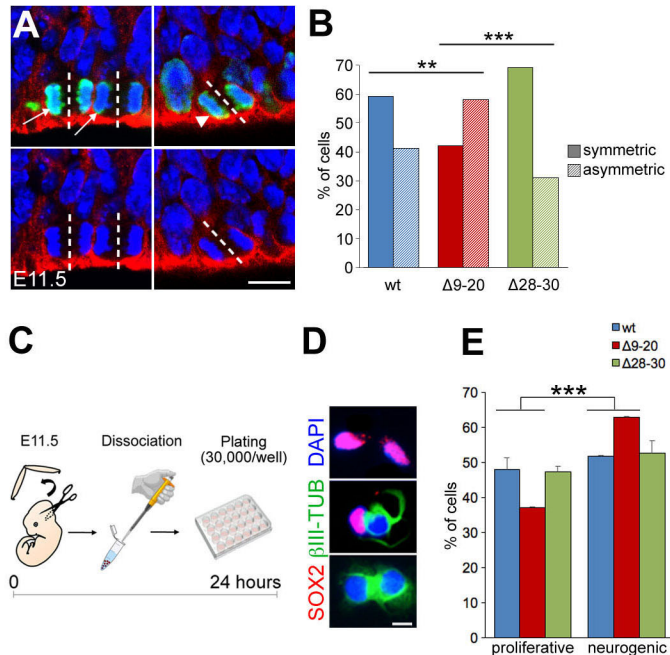 A
E11.5
B
**
***
70
60
50
40
30
20
10
0
% of cells
wt
Δ9-20
Δ28-30
symmetric
asymmetric
C
E11.5
Dissociation
Plating
(30,000/well)
0
24 hours
D
SOX2 βIII-TUB DAPI
E
wt
Δ9-20
Δ28-30
***
70
60
50
40
30
20
10
0
% of cells
proliferative
neurogenic